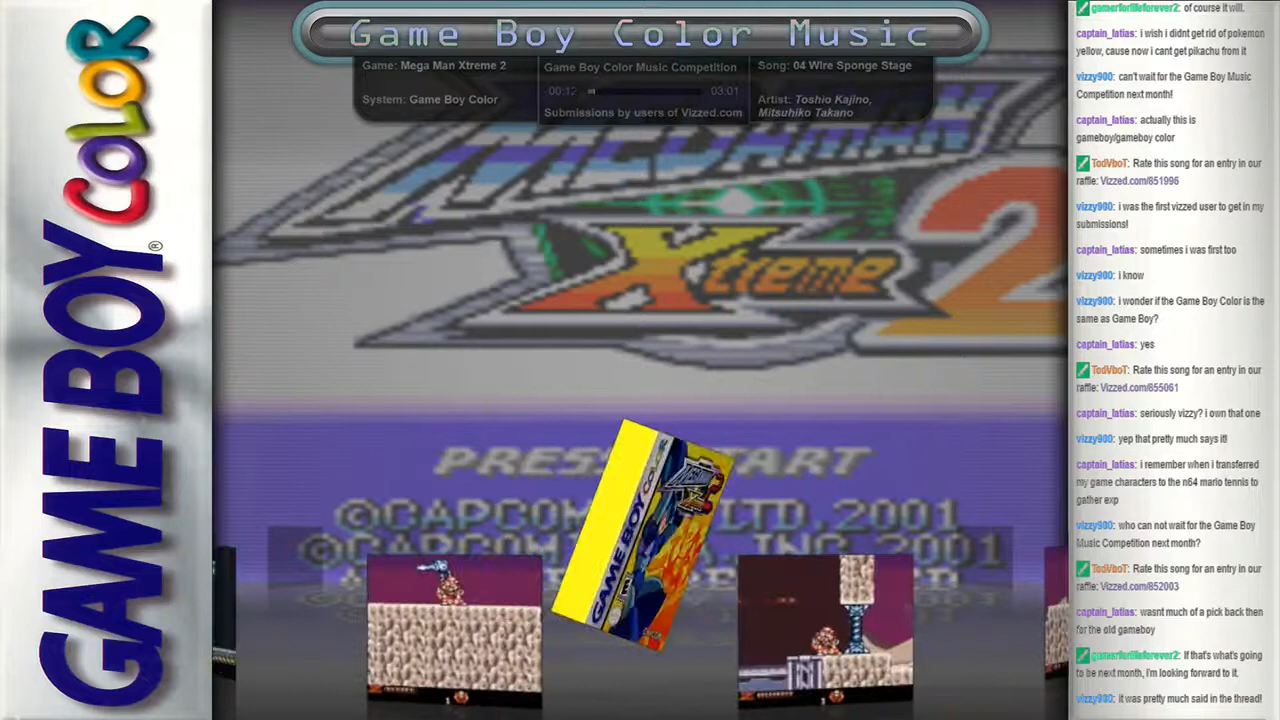 GAME BOY COLOR
®
Game Boy Color Music
Game: Mega Man Xtreme 2
System: Game Boy Color
Game Boy Color Music Competition
00:12 03:01
Submissions by users of Vizzed.com
Song: 04 Wire Sponge Stage
Artist: Toshio Kajino,
Mitsuhiko Takano
MEGAMAN
Xtreme 2
PRESS START
©CAPCOM LTD.,2001
2001
GAME BOY COLOR
gamerforlifeforever2: of course it will.
captain_latias: i wish i didnt get rid of pokemon
yellow, cause now i cant get pikachu from it
vizzy900: can't wait for the Game Boy Music
Competition next month!
captain_latias: actually this is
gameboy/gameboy color
TodVboT: Rate this song for an entry in our
raffle: Vizzed.com/851996
vizzy900: i was the first vizzed user to get in my
submissions!
captain_latias: sometimes i was first too
vizzy900: i know
vizzy900: i wonder if the Game Boy Color is the
same as Game Boy?
captain_latias: yes
TodVboT: Rate this song for an entry in our
raffle: Vizzed.com/855061
captain_latias: seriously vizzy? i own that one
vizzy900: yep that pretty much says it!
captain_latias: i remember when i transferred
my game characters to the n64 mario tennis to
gather exp
vizzy900: who can not wait for the Game Boy
Music Competition next month?
TodVboT: Rate this song for an entry in our
raffle: Vizzed.com/852003
captain_latias: wasnt much of a pick back then
for the old gameboy
gamerforlifeforever2: If that's what's going
to be next month, I'm looking forward to it.
vizzy900: it was pretty much said in the thread!